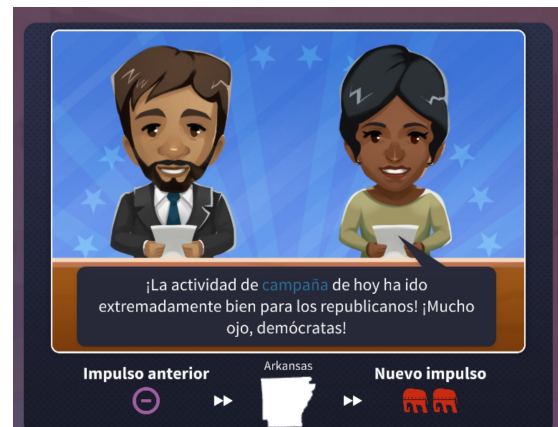 ¡La actividad de campaña de hoy ha ido
extremadamente bien para los republicanos! ¡Mucho
ojo, demócratas!
Impulso anterior
Arkansas
Nuevo impulso